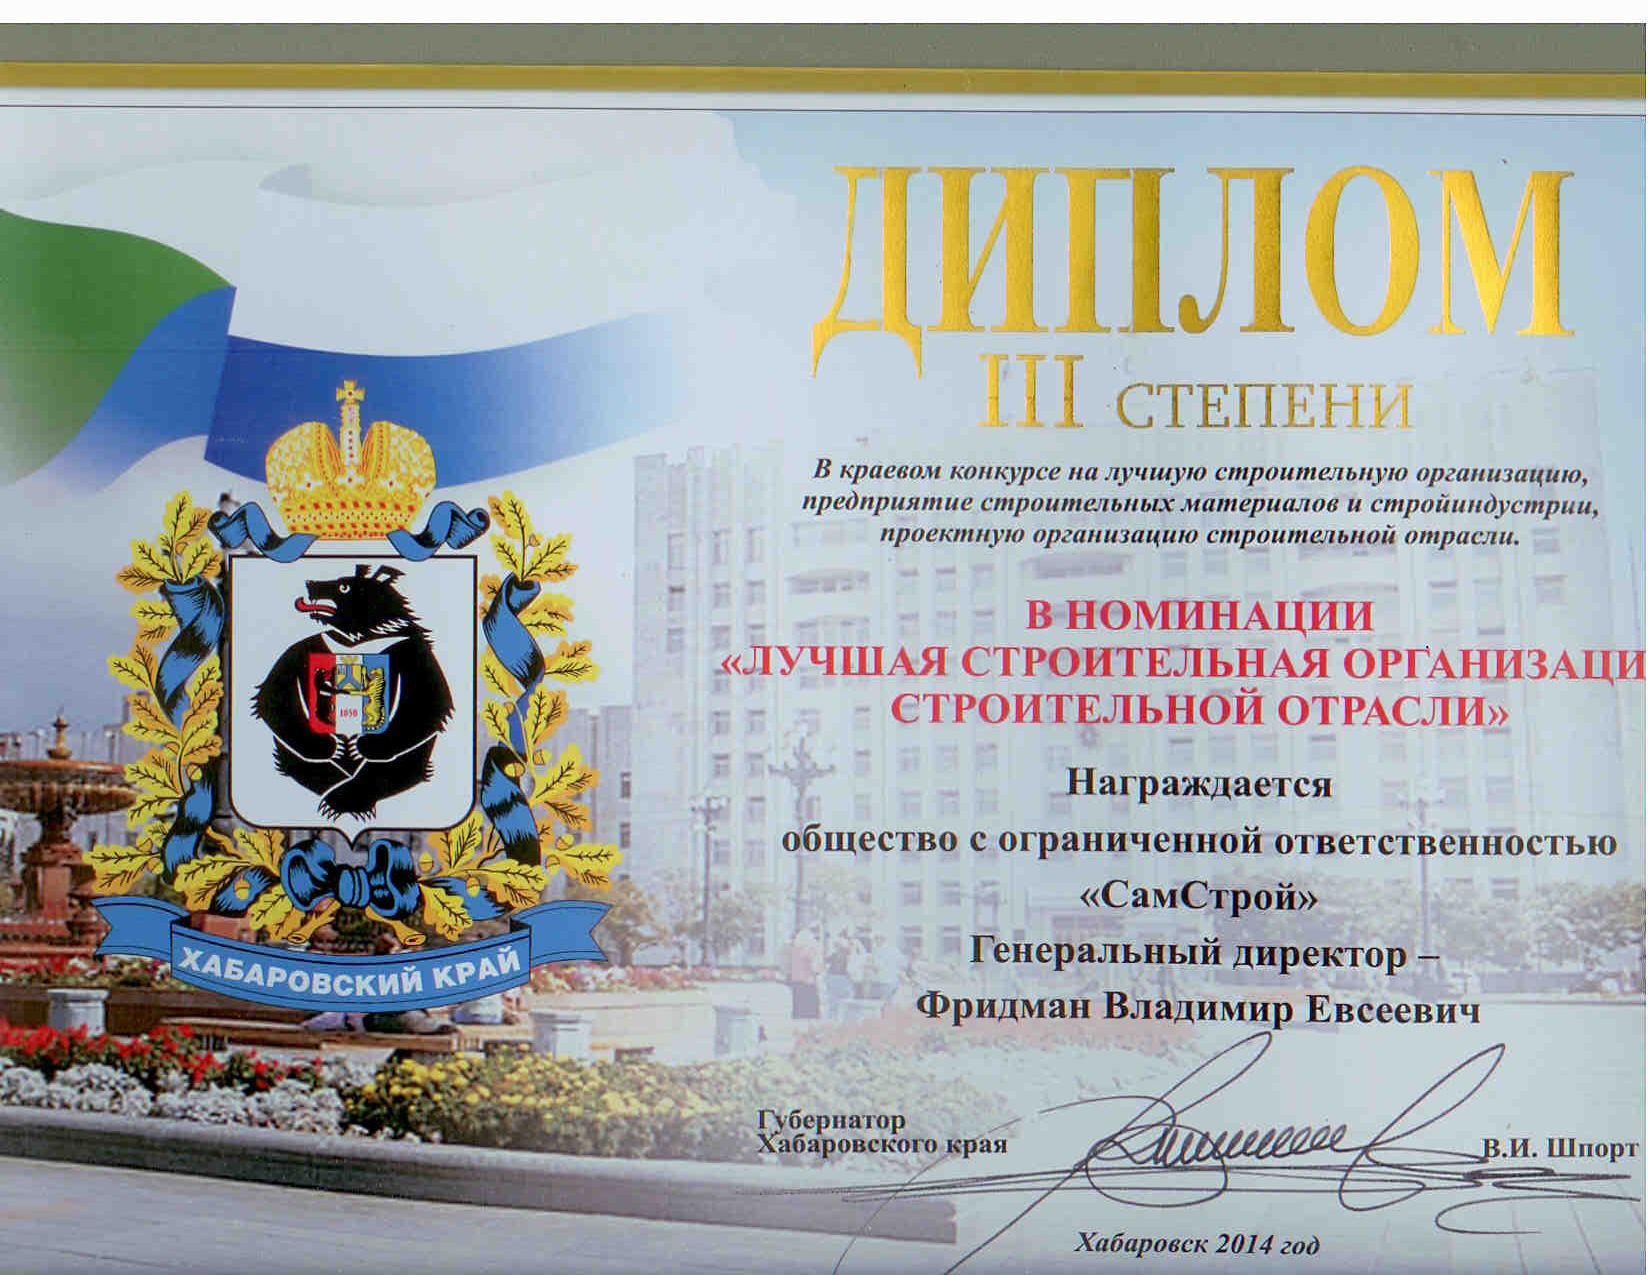 ДИПЛОМ
III СТЕПЕНИ
В краевом конкурсе на лучшую строительную организацию,
предприятие строительных материалов и стройиндустрии,
проектную организацию строительной отрасли.
В НОМИНАЦИИ
«ЛУЧШАЯ СТРОИТЕЛЬНАЯ ОРГАНИЗАЦИ
СТРОИТЕЛЬНОЙ ОТРАСЛИ»
Награждается
общество с ограниченной ответственностью
«СамСтрой»
Генеральный директор –
Фридман Владимир Евсеевич
1858
ХАБАРОВСКИЙ КРАЙ
Губернатор
Хабаровского края
В.И. Шпорт
Хабаровск 2014 год